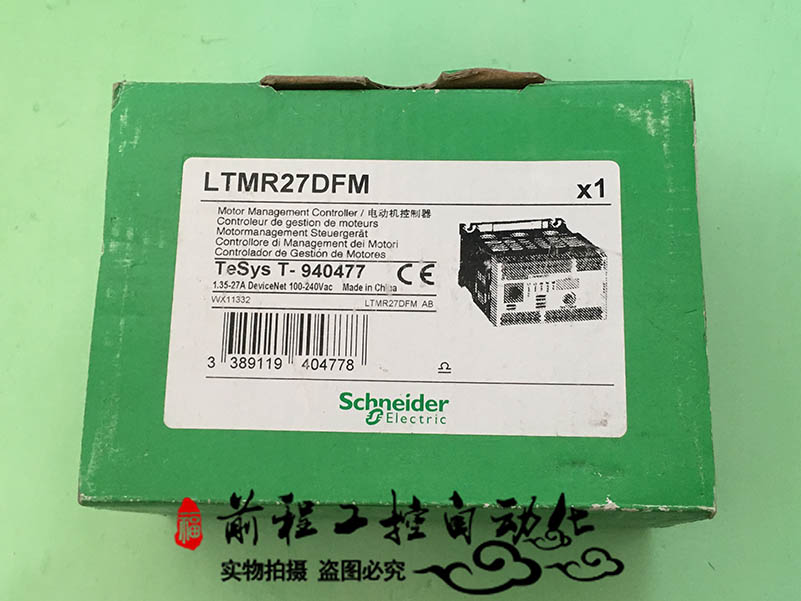 LTMR27DFM
x1
Motor Management Controller / 电动机控制器
Controleur de gestion de moteurs
Motormanagement Steuergerät
Controllore di Management dei Motori
Controlador de Gestión de Motores
TeSys T- 940477 CE
1.35-27A DeviceNet 100-240Vac Made in China
WX11332
LTMR27DFM AB
3 389119 404778
Schneider
Electric
福
前程工控自动化
实物拍摄 盗图必究